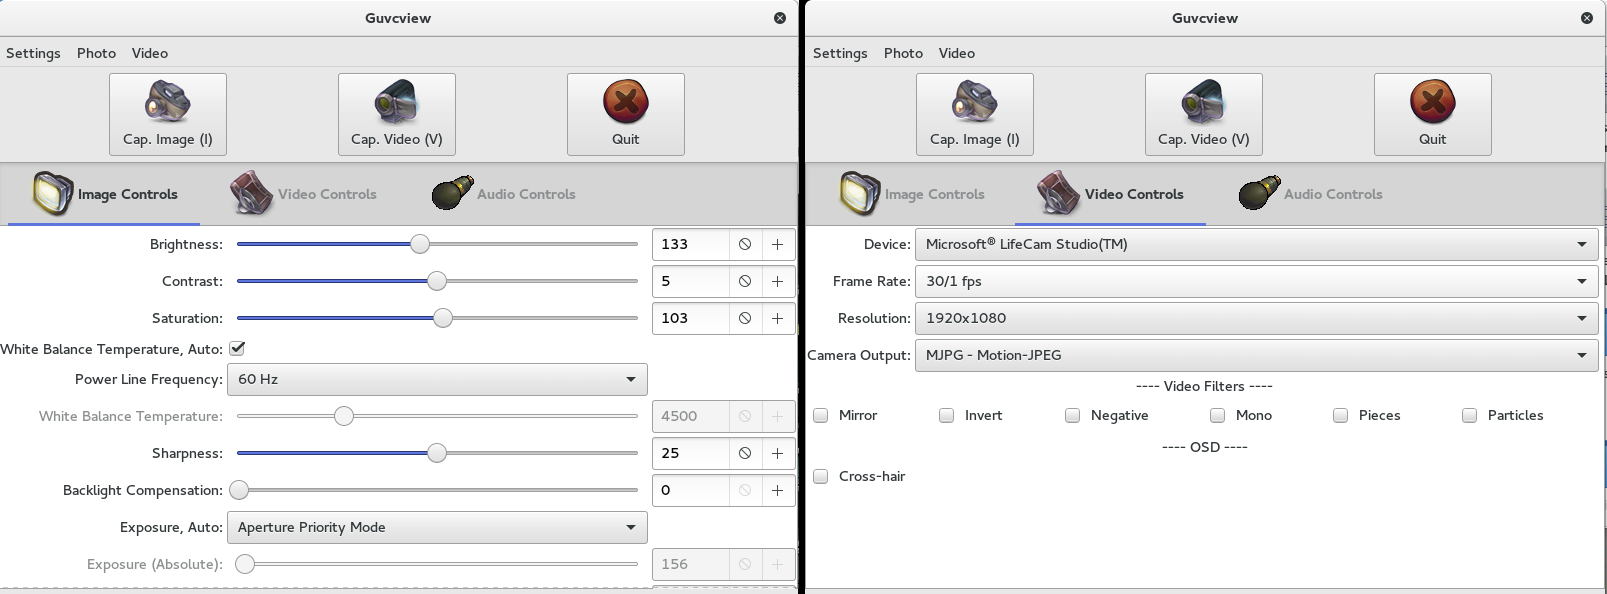 Guvcview
Settings Photo Video
Cap. Image (I) Cap. Video (V) Quit
Image Controls Video Controls Audio Controls
Brightness: 133
Contrast: 5
Saturation: 103
White Balance Temperature, Auto:
Power Line Frequency: 60 Hz
White Balance Temperature: 4500
Sharpness: 25
Backlight Compensation: 0
Exposure, Auto: Aperture Priority Mode
Exposure (Absolute): 156
Guvcview
Settings Photo Video
Cap. Image (I) Cap. Video (V) Quit
Image Controls Video Controls Audio Controls
Device: Microsoft® LifeCam Studio(TM)
Frame Rate: 30/1 fps
Resolution: 1920x1080
Camera Output: MJPG - Motion-JPEG
---- Video Filters ----
Mirror Invert Negative Mono Pieces Particles
---- OSD ----
Cross-hair